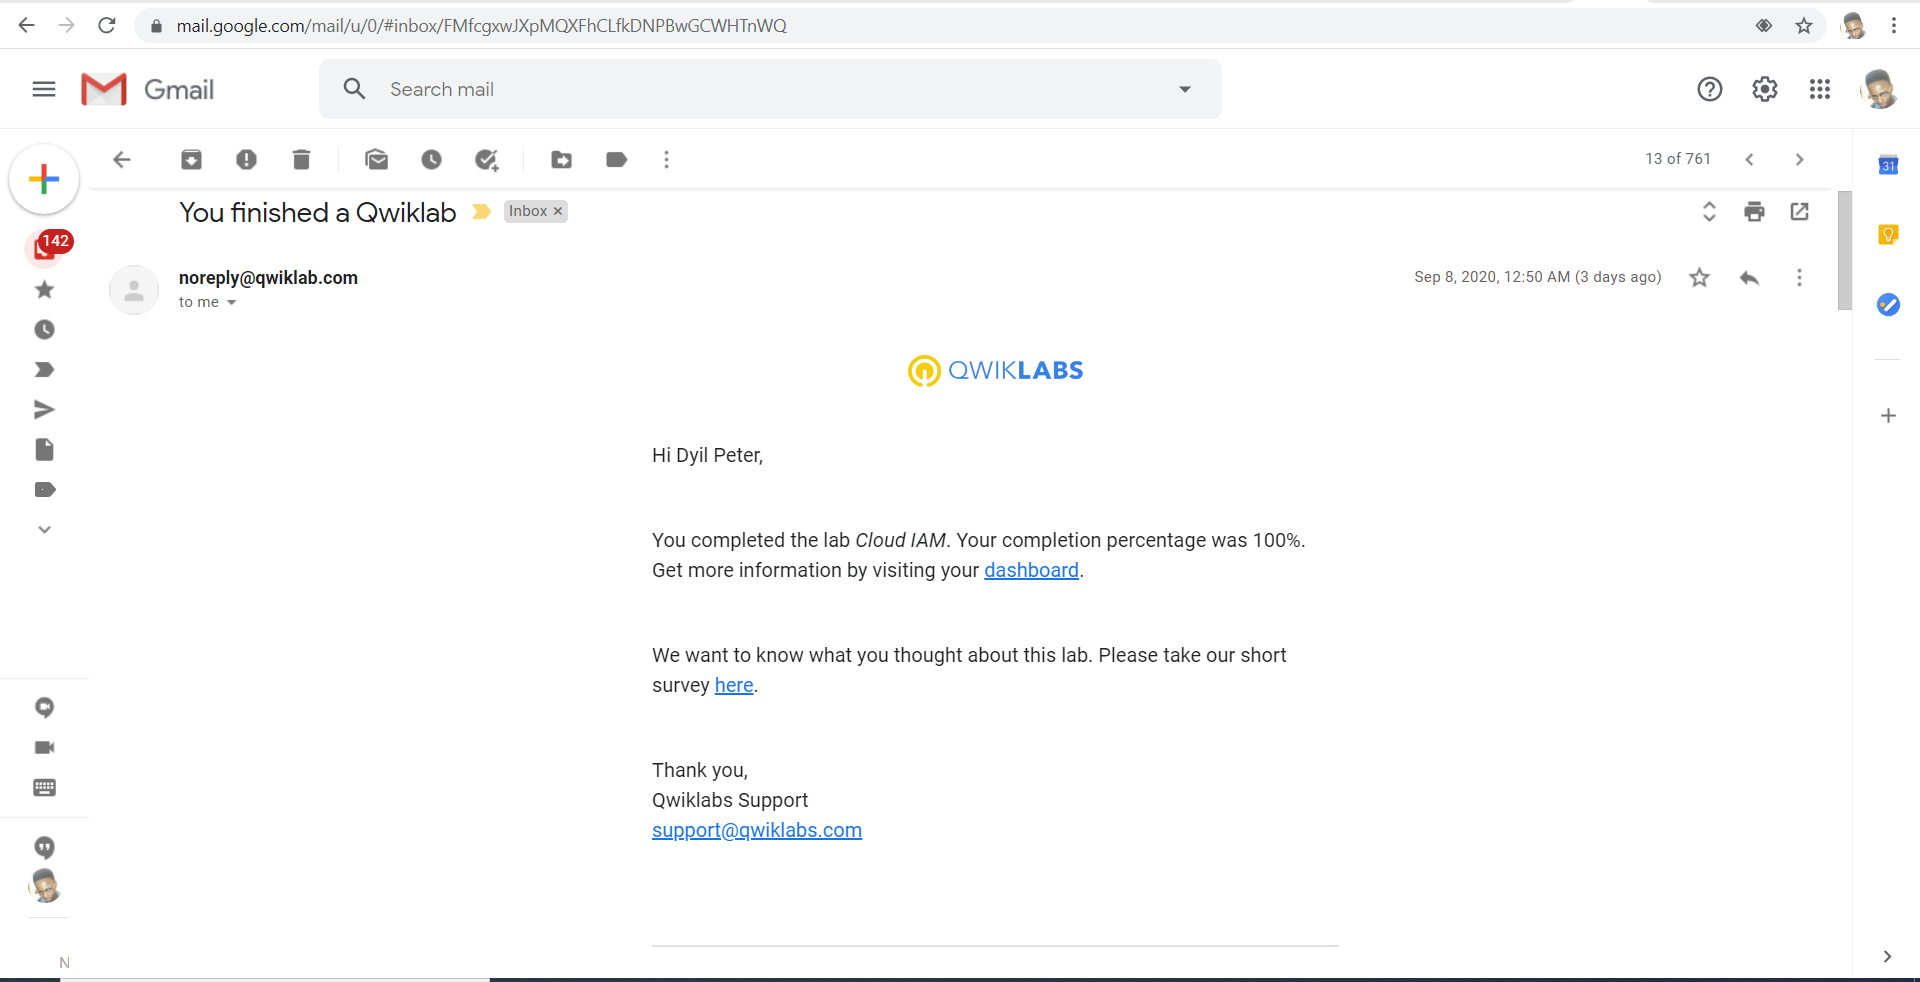 mail.google.com/mail/u/0/#inbox/FMfcgxwJXpMQXFhCLfkDNPBwGCWHTnWQ
Gmail
Search mail
13 of 761
31
You finished a Qwiklab
Inbox ×
142
noreply@qwiklab.com
Sep 8, 2020, 12:50 AM (3 days ago)
to me
QWIKLABS
Hi Dyil Peter,
You completed the lab Cloud IAM. Your completion percentage was 100%.
Get more information by visiting your dashboard.
We want to know what you thought about this lab. Please take our short
survey here.
Thank you,
Qwiklabs Support
support@qwiklabs.com
N